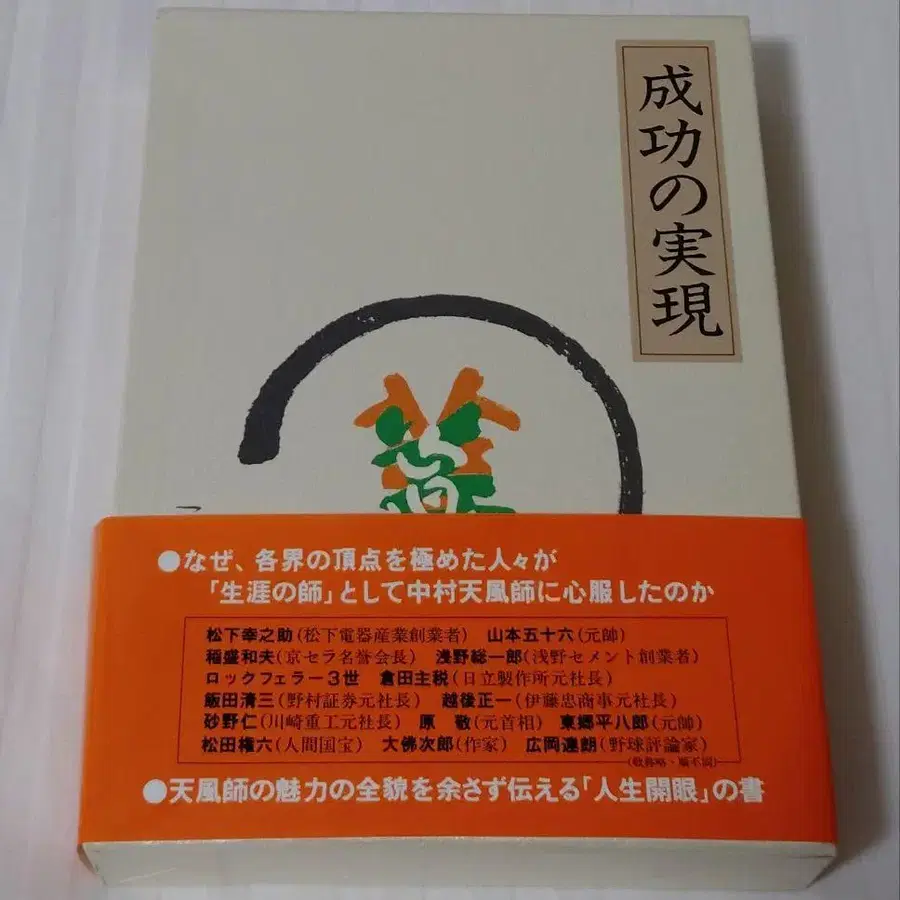 成功の実現
●なぜ、各界の頂点を極めた人々が
「生涯の師」として中村天風師に心服したのか
松下幸之助(松下電器産業創業者) 山本五十六(元帥)
稲盛和夫(京セラ名誉会長) 浅野総一郎(浅野セメント創業者)
ロックフェラー3世 倉田主税(日立製作所元社長)
飯田清三(野村証券元社長) 越後正一(伊藤忠商事元社長)
砂野仁(川崎重工元社長) 原 敬(元首相) 東郷平八郎(元帥)
松田権六(人間国宝) 大佛次郎(作家) 広岡達朗(野球評論家)
(敬称略・順不同)
●天風師の魅力の全貌を余さず伝える「人生開眼」の書